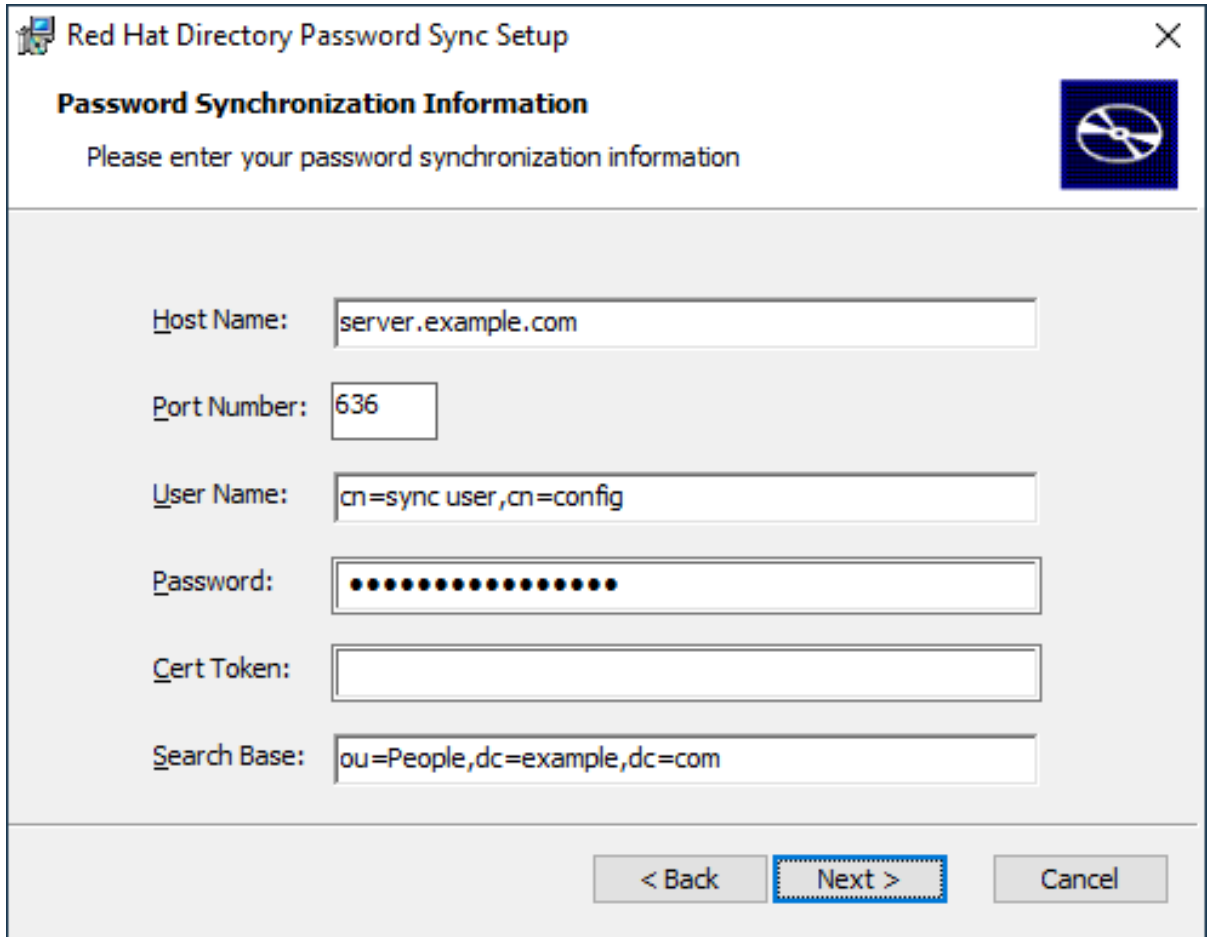 Red Hat Directory Password Sync Setup
Password Synchronization Information
Please enter your password synchronization information
Host Name: server.example.com
Port Number: 636
User Name: cn=sync user,cn=config
Password: ••••••••••••••••
Cert Token:
Search Base: ou=People,dc=example,dc=com
< Back Next > Cancel